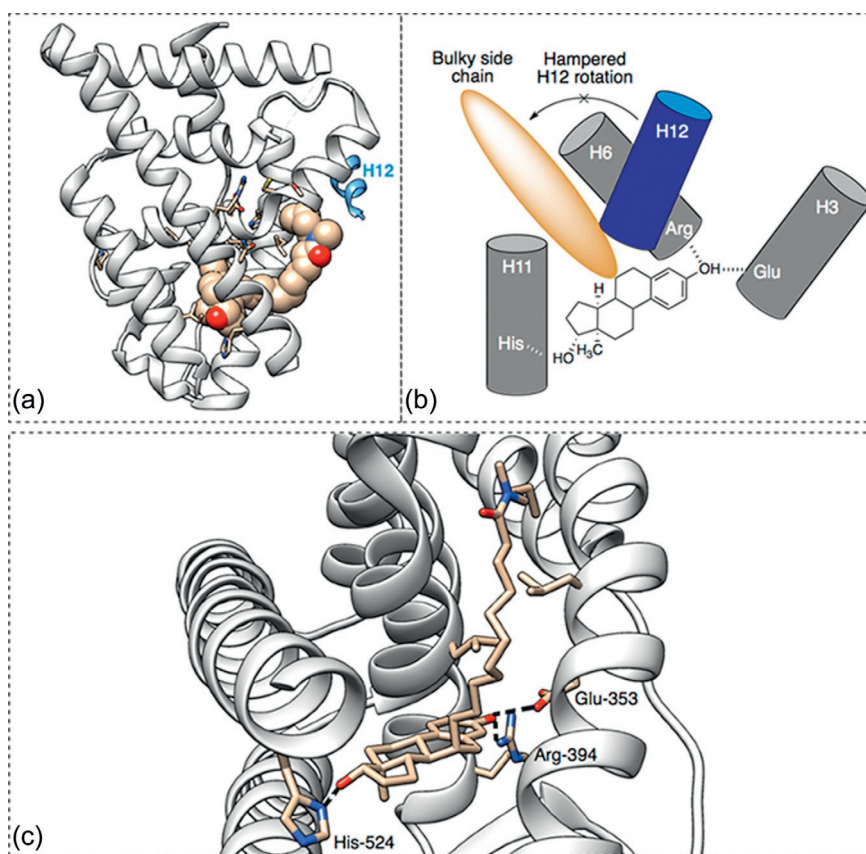 H12
(a)
(b)
Bulky side
chain
Hampered
H12 rotation
H12
H6
H3
Arg
OH
Glu
H11
H
His
HO
H₃C
Glu-353
Arg-394
His-524
(c)